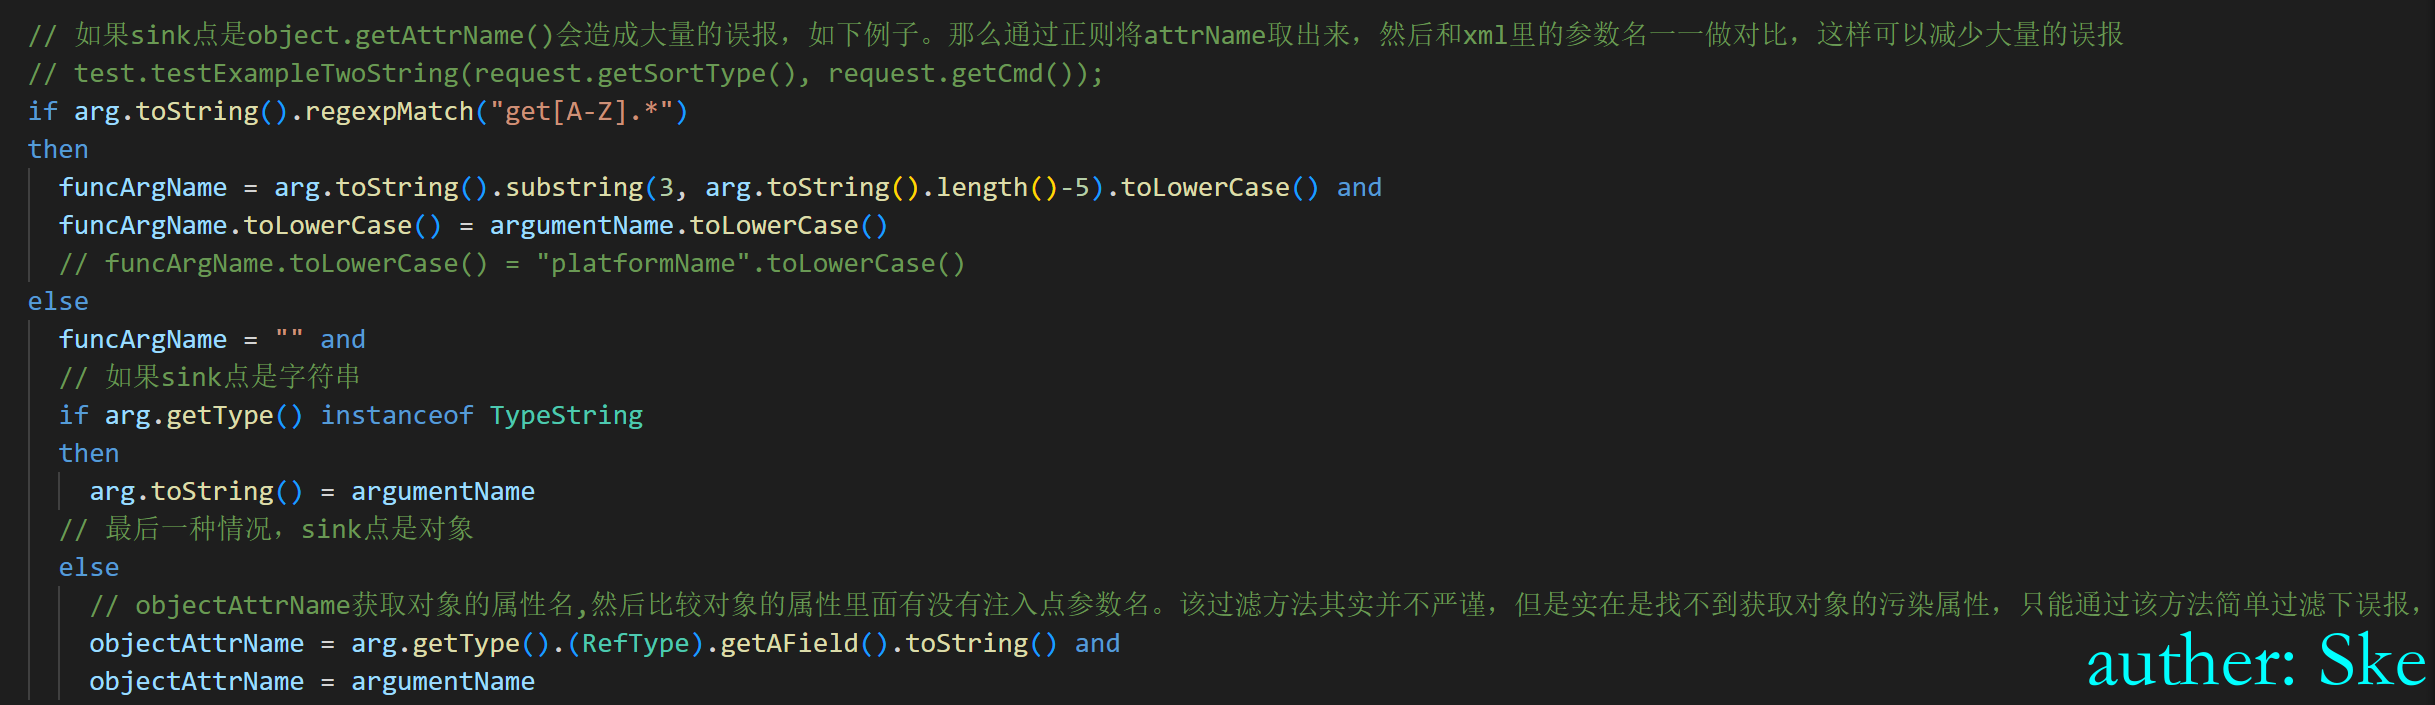 // 如果sink点是object.getAttrName()会造成大量的误报，如下例子。那么通过正则将attrName取出来，然后和xml里的参数名一一做对比，这样可以减少大量的误报
// test.testExampleTwoString(request.getSortType(), request.getCmd());
if arg.toString().regexpMatch("get[A-Z].*")
then
funcArgName = arg.toString().substring(3, arg.toString().length()-5).toLowerCase() and
funcArgName.toLowerCase() = argumentName.toLowerCase()
// funcArgName.toLowerCase() = "platformName".toLowerCase()
else
funcArgName = "" and
// 如果sink点是字符串
if arg.getType() instanceof TypeString
then
arg.toString() = argumentName
// 最后一种情况，sink点是对象
else
// objectAttrName获取对象的属性名,然后比较对象的属性里面有没有注入点参数名。该过滤方法其实并不严谨，但是实在是找不到获取对象的污染属性，只能通过该方法简单过滤下误报，
objectAttrName = arg.getType().(RefType).getAField().toString() and
objectAttrName = argumentName
auther: Ske